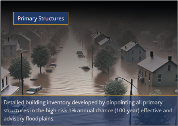 Primary Structures
Detailed building inventory developed by pinpointing all primary
structures in the high risk 1% annual chance (100-year) effective and
advisory floodplains.